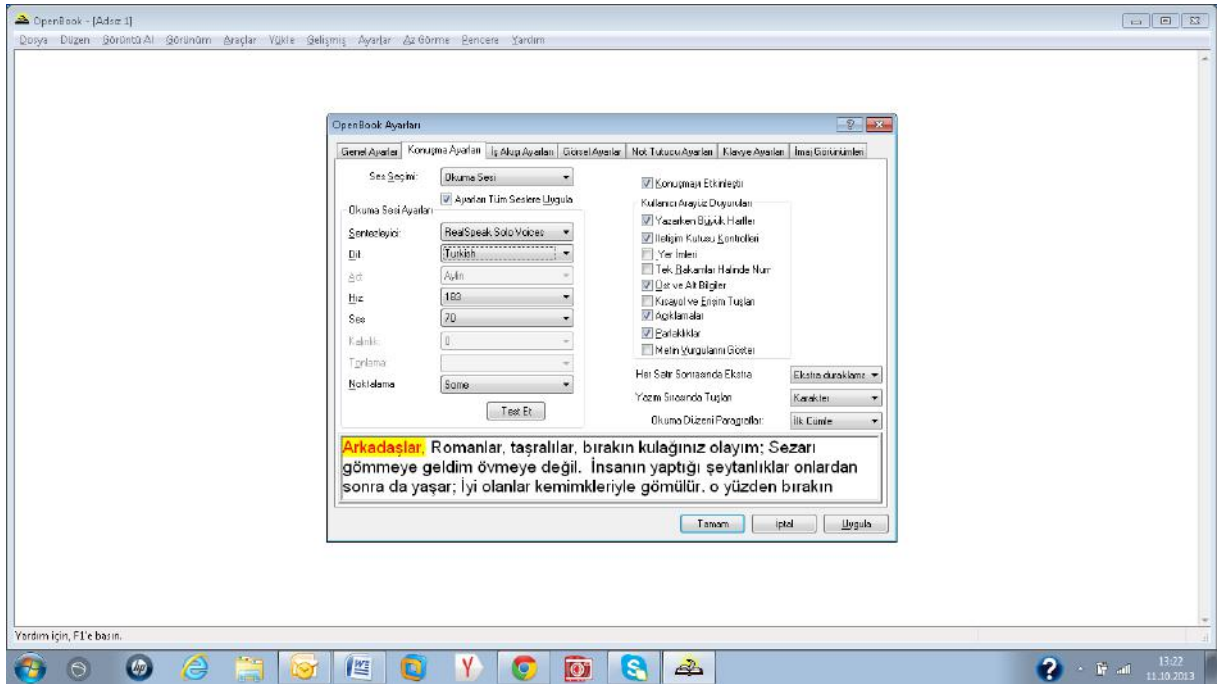 OpenBook - [Adsız 1]
Dosya Düzen Görüntü Al Görünüm Araçlar Yükle Gelişmiş Ayarlar Az Görme Pencere Yardım
OpenBook Ayarları
Genel Ayarlar Konuşma Ayarları İş Akışı Ayarları Görsel Ayarlar Not Tutucu Ayarları Klavye Ayarları İmaj Görünümleri
Ses Seçimi: Okuma Sesi
Ayarları Tüm Seslere Uygula
Okuma Sesi Ayarları
Sentezleyici: RealSpeak Solo Voices
Dil: Turkish
Ad: Aylin
Hız 183
Ses 70
Kalınlık: 0
Tonlama
Noktalama Some
Test Et
Konuşmayı Etkinleştir
Kullanıcı Arayüz Duyuruları
Yazarken Büyük Harfler
İletişim Kutusu Kontrolleri
Yer İmleri
Tek Rakamlar Halinde Num
Üst ve Alt Bilgiler
Kısayol ve Erişim Tuşları
Açıklamalar
Parlaklıklar
Metin Vurgularını Göster
Her Satır Sonrasında Ekstra Ekstra duraklama
Yazım Sırasında Tuşları Karakter
Okuma Düzeni Paragraflar: İlk Cümle
Arkadaşlar, Romanlar, taşralılar, bırakın kulağınız olayım; Sezarı
gömmeye geldim övmeye değil. İnsanın yaptığı şeytanlıklar onlardan
sonra da yaşar; İyi olanlar kemimkleriyle gömülür. o yüzden bırakın
Tamam İptal Uygula
Yardım için, F1'e basın.
13:22
11.10.2013